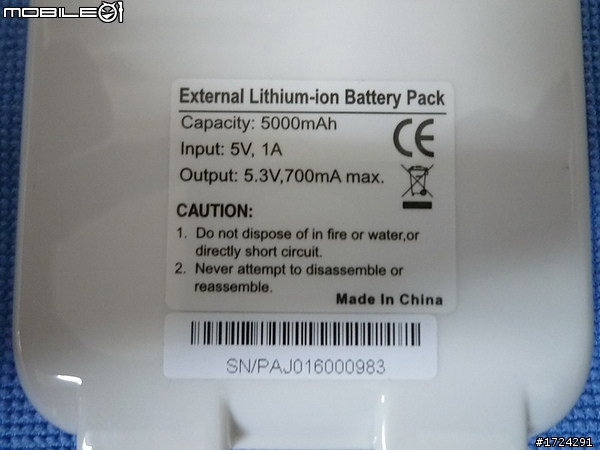 MOBILE01
External Lithium-ion Battery Pack
Capacity: 5000mAh
Input: 5V, 1A
Output: 5.3V,700mA max.
CE
CAUTION:
1. Do not dispose of in fire or water,or
directly short circuit.
2. Never attempt to disassemble or
reassemble.
Made In China
SN/PAJ016000983
#1724291